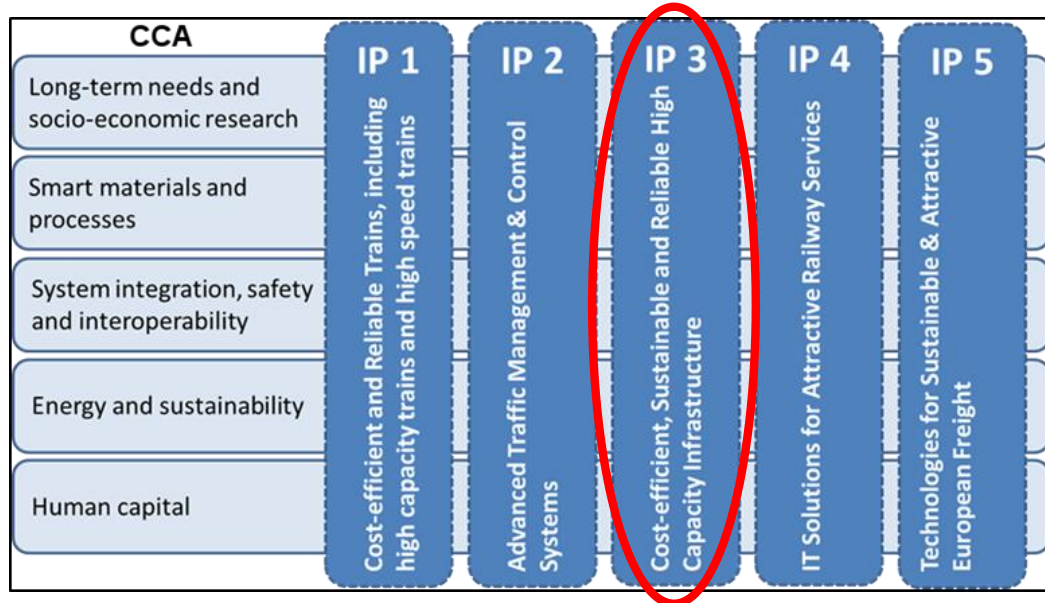 CCA
Long-term needs and
socio-economic research
Smart materials and
processes
System integration, safety
and interoperability
Energy and sustainability
Human capital
IP 1
Cost-efficient and Reliable Trains, including
high capacity trains and high speed trains
IP 2
Advanced Traffic Management & Control
Systems
IP 3
Cost-efficient, Sustainable and Reliable High
Capacity Infrastructure
IP 4
IT Solutions for Attractive Railway Services
IP 5
Technologies for Sustainable & Attractive
European Freight